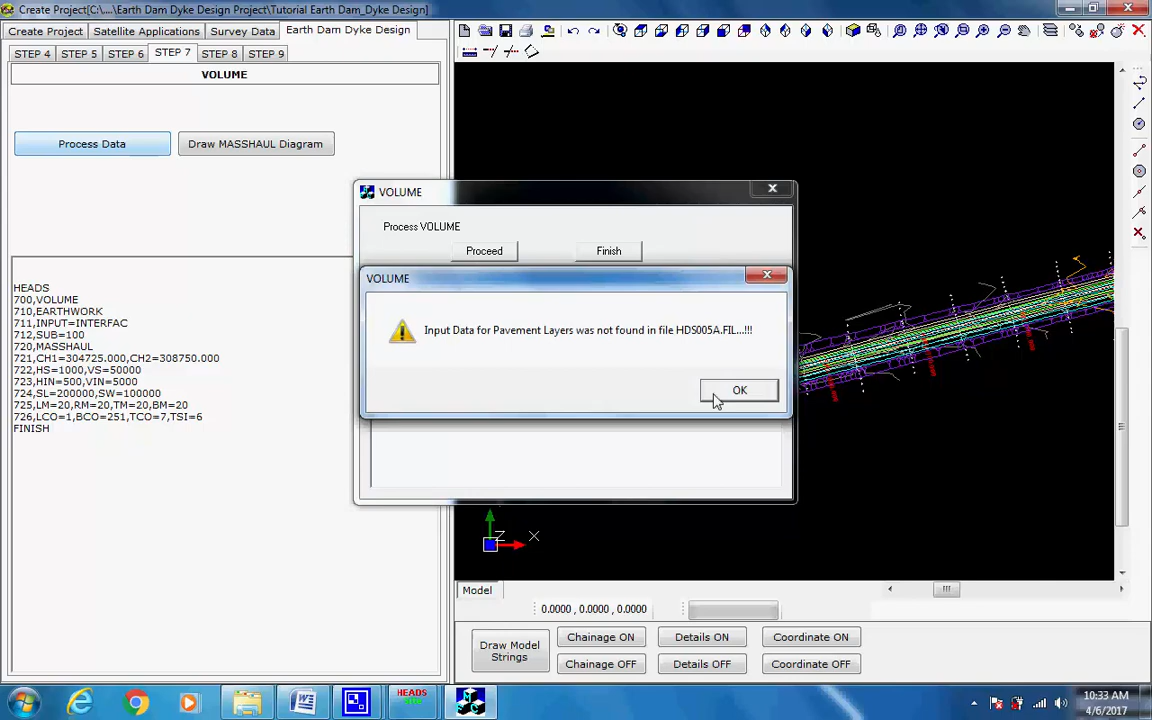 Create Project[C:\....\Earth Dam Dyke Design Project\Tutorial Earth Dam_Dyke Design]
Create Project
Satellite Applications
Survey Data
Earth Dam Dyke Design
STEP 4
STEP 5
STEP 6
STEP 7
STEP 8
STEP 9
VOLUME
Process Data
Draw MASSHAUL Diagram
HEADS
700,VOLUME
710,EARTHWORK
711,INPUT=INTERFAC
712,SUB=100
720,MASSHAUL
721,CH1=304725.000,CH2=308750.000
722,HS=1000,VS=50000
723,HIN=500,VIN=5000
724,SL=200000,SW=100000
725,LM=20,RM=20,TM=20,BM=20
726,LCO=1,BCO=251,TCO=7,TSI=6
FINISH
VOLUME
Process VOLUME
Proceed
Finish
VOLUME
Input Data for Pavement Layers was not found in file HDS005A.FIL...!!!
OK
Z
X
Model
0.0000 , 0.0000 , 0.0000
Draw Model
Strings
Chainage ON
Details ON
Coordinate ON
Chainage OFF
Details OFF
Coordinate OFF
HEADS
10:33 AM
4/6/2017